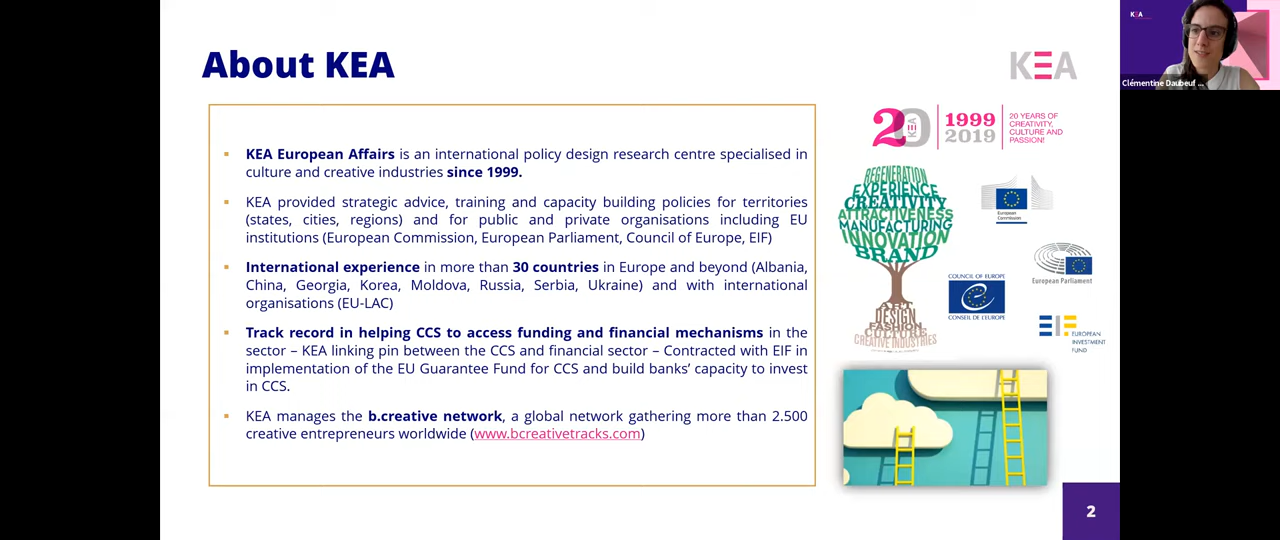 About KEA
KEA
KEA
Clémentine Daubeuf ...
20
KEA
1999
2019
20 YEARS OF
CREATIVITY,
CULTURE AND
PASSION!
▪ KEA European Affairs is an international policy design research centre specialised in
culture and creative industries since 1999.
▪ KEA provided strategic advice, training and capacity building policies for territories
(states, cities, regions) and for public and private organisations including EU
institutions (European Commission, European Parliament, Council of Europe, EIF)
▪ International experience in more than 30 countries in Europe and beyond (Albania,
China, Georgia, Korea, Moldova, Russia, Serbia, Ukraine) and with international
organisations (EU-LAC)
▪ Track record in helping CCS to access funding and financial mechanisms in the
sector – KEA linking pin between the CCS and financial sector – Contracted with EIF in
implementation of the EU Guarantee Fund for CCS and build banks’ capacity to invest
in CCS.
▪ KEA manages the b.creative network, a global network gathering more than 2.500
creative entrepreneurs worldwide (www.bcreativetracks.com)
REGENERATION
EXPERIENCE
CREATIVITY
ATTRACTIVENESS
MANUFACTURING
INNOVATION
BRAND
ART
DESIGN
FASHION
CULTURE
CREATIVE INDUSTRIES
European
Commission
European Parliament
COUNCIL OF EUROPE
CONSEIL DE L'EUROPE
EIF
EUROPEAN
INVESTMENT
FUND
2